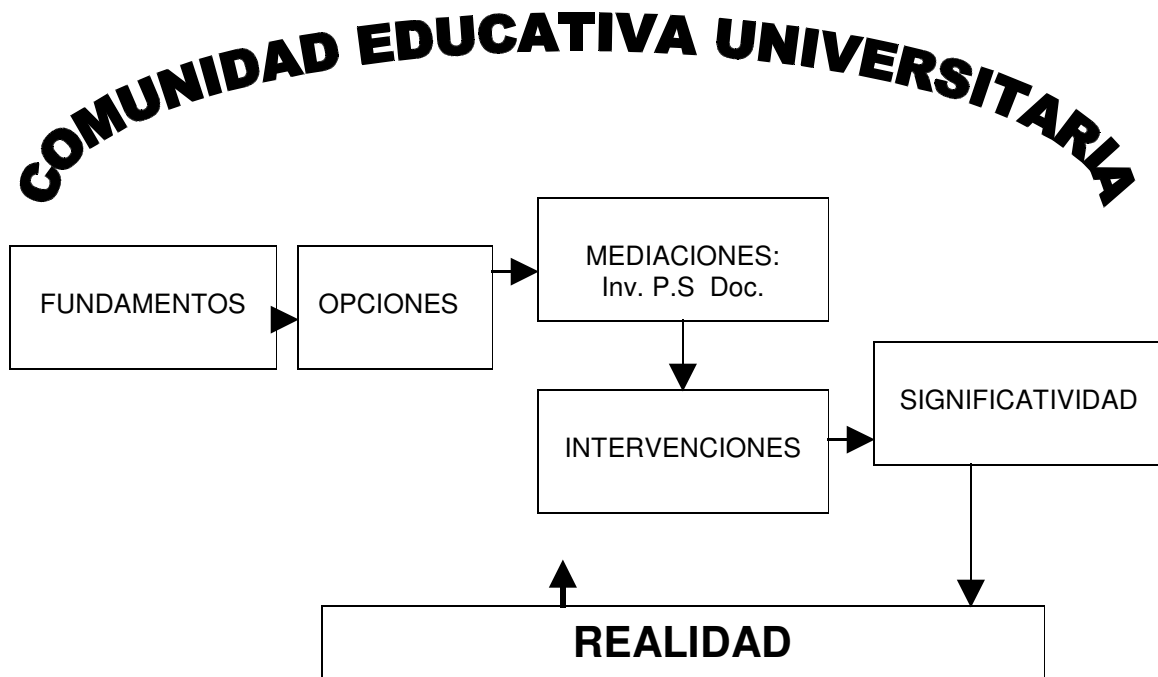 COMUNIDAD EDUCATIVA UNIVERSITARIA
FUNDAMENTOS
OPCIONES
MEDIACIONES:
Inv. P.S Doc.
INTERVENCIONES
SIGNIFICATIVIDAD
REALIDAD